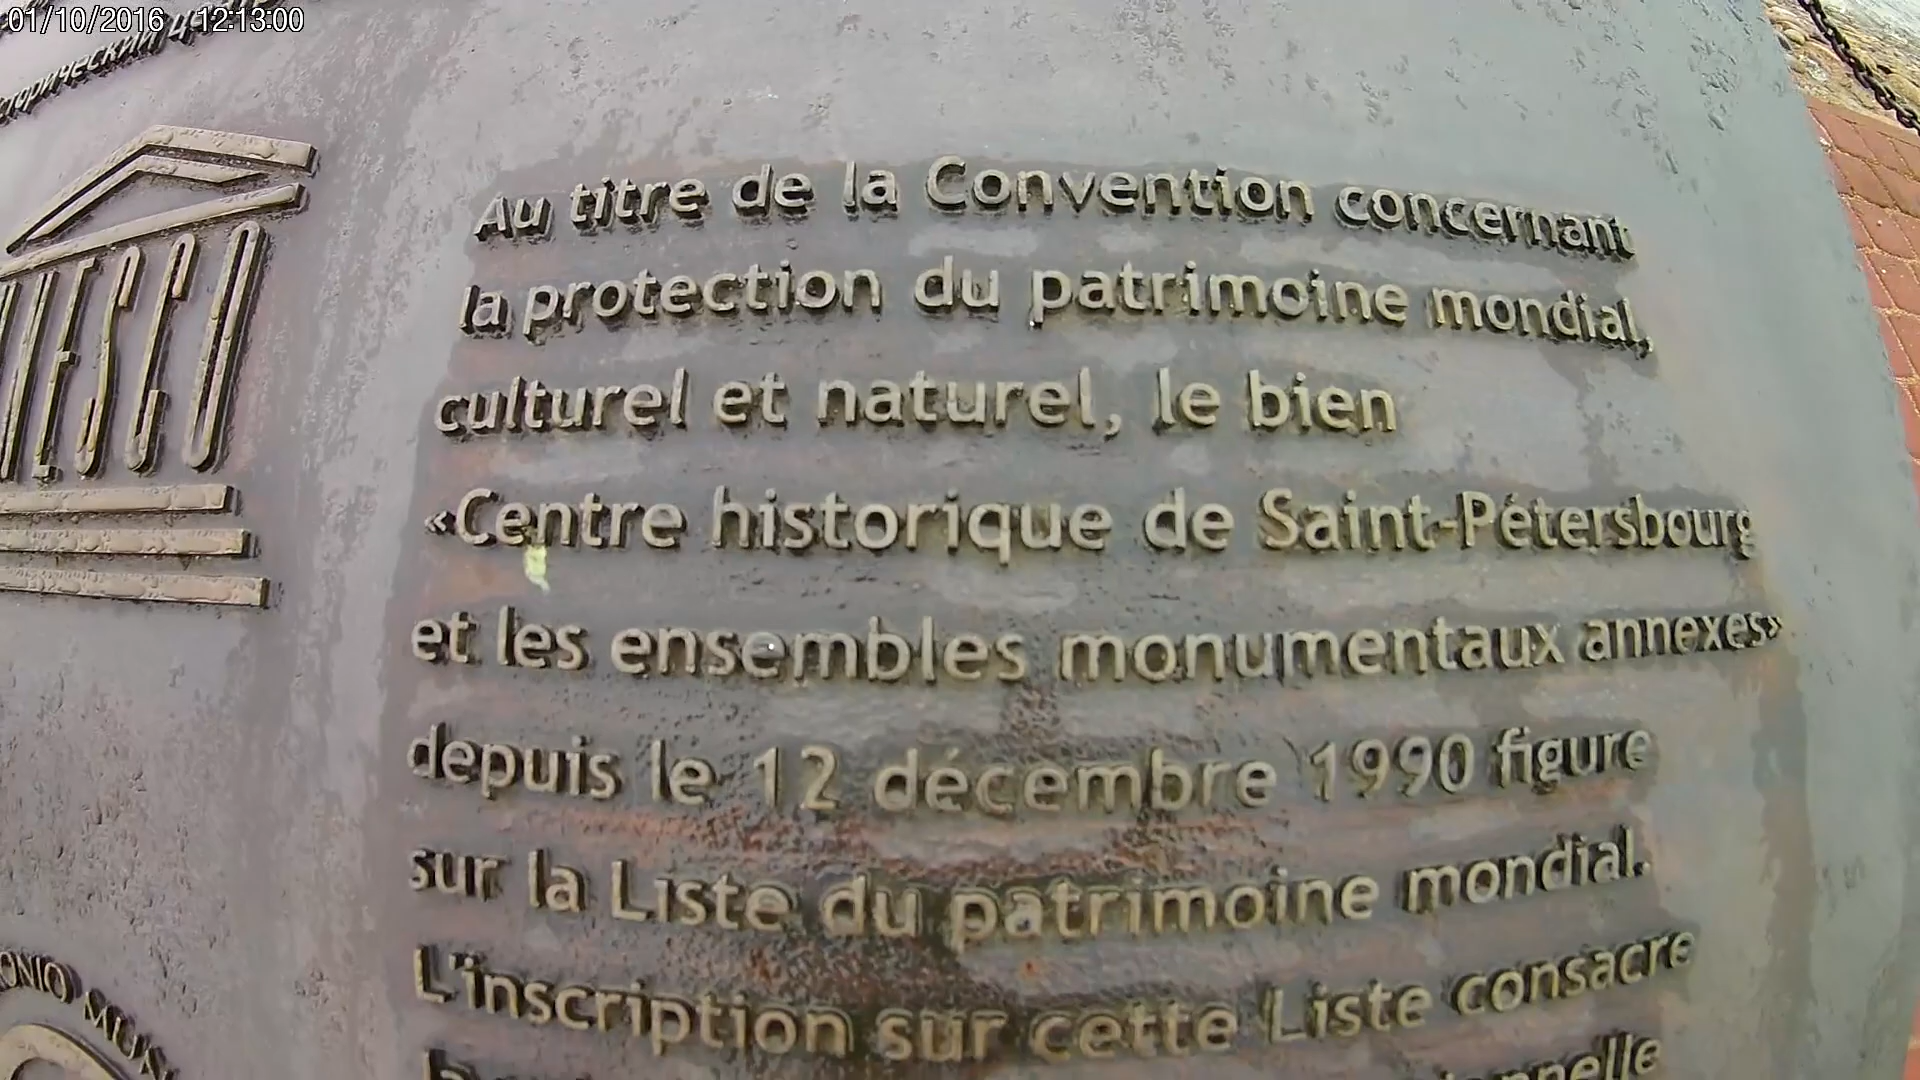 01/10/2016 12:13:00
Au titre de la Convention concernant
la protection du patrimoine mondial,
culturel et naturel, le bien
«Centre historique de Saint-Pétersbourg
et les ensembles monumentaux annexes»
depuis le 12 décembre 1990 figure
sur la Liste du patrimoine mondial.
L'inscription sur cette Liste consacre